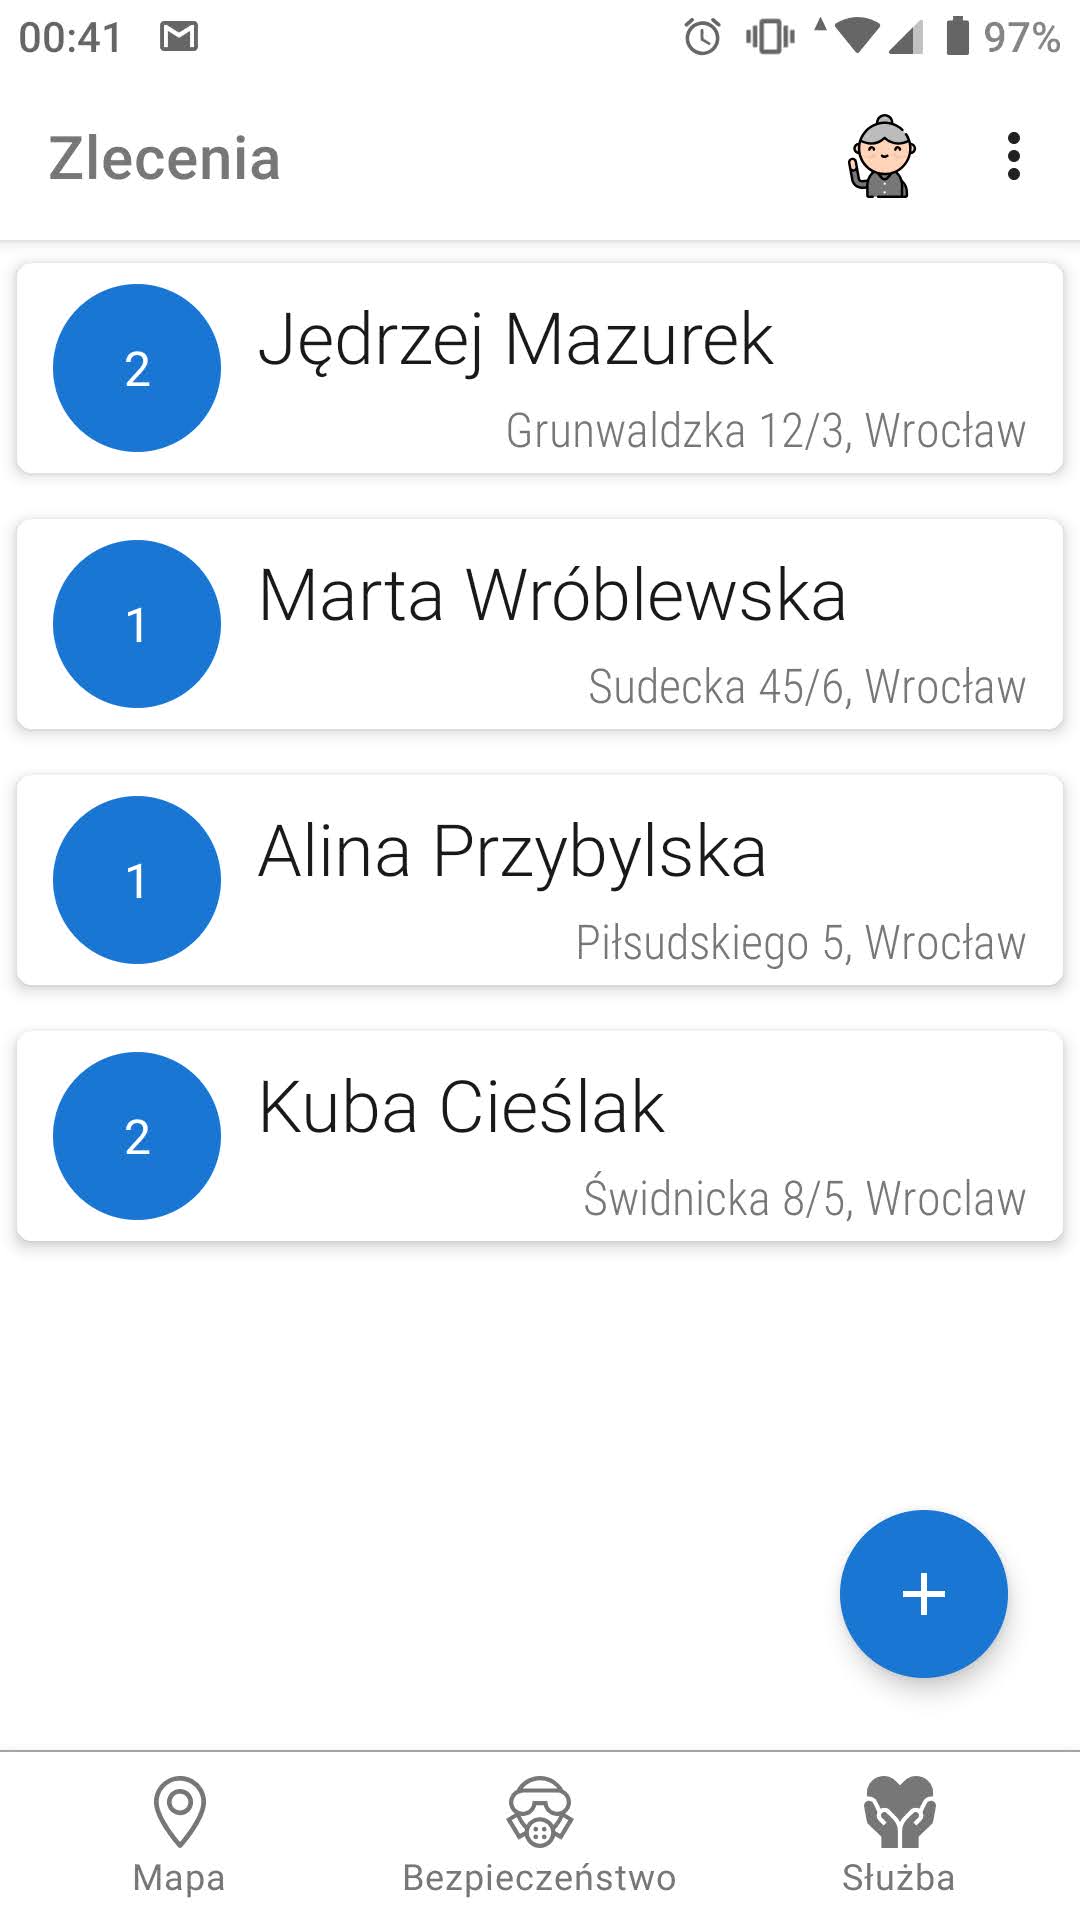 00:41
97%
Zlecenia
2
Jędrzej Mazurek
Grunwaldzka 12/3, Wrocław
1
Marta Wróblewska
Sudecka 45/6, Wrocław
1
Alina Przybylska
Piłsudskiego 5, Wrocław
2
Kuba Cieślak
Świdnicka 8/5, Wroclaw
Mapa
Bezpieczeństwo
Służba